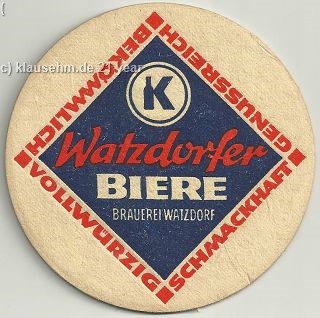 (c) klausehm.de 21.year
BEKÖMMLICH
GENUSSREICH
K
Watzdorfer
BIERE
BRAUEREI WATZDORF
VOLLWÜRZIG
SCHMACKHAFT